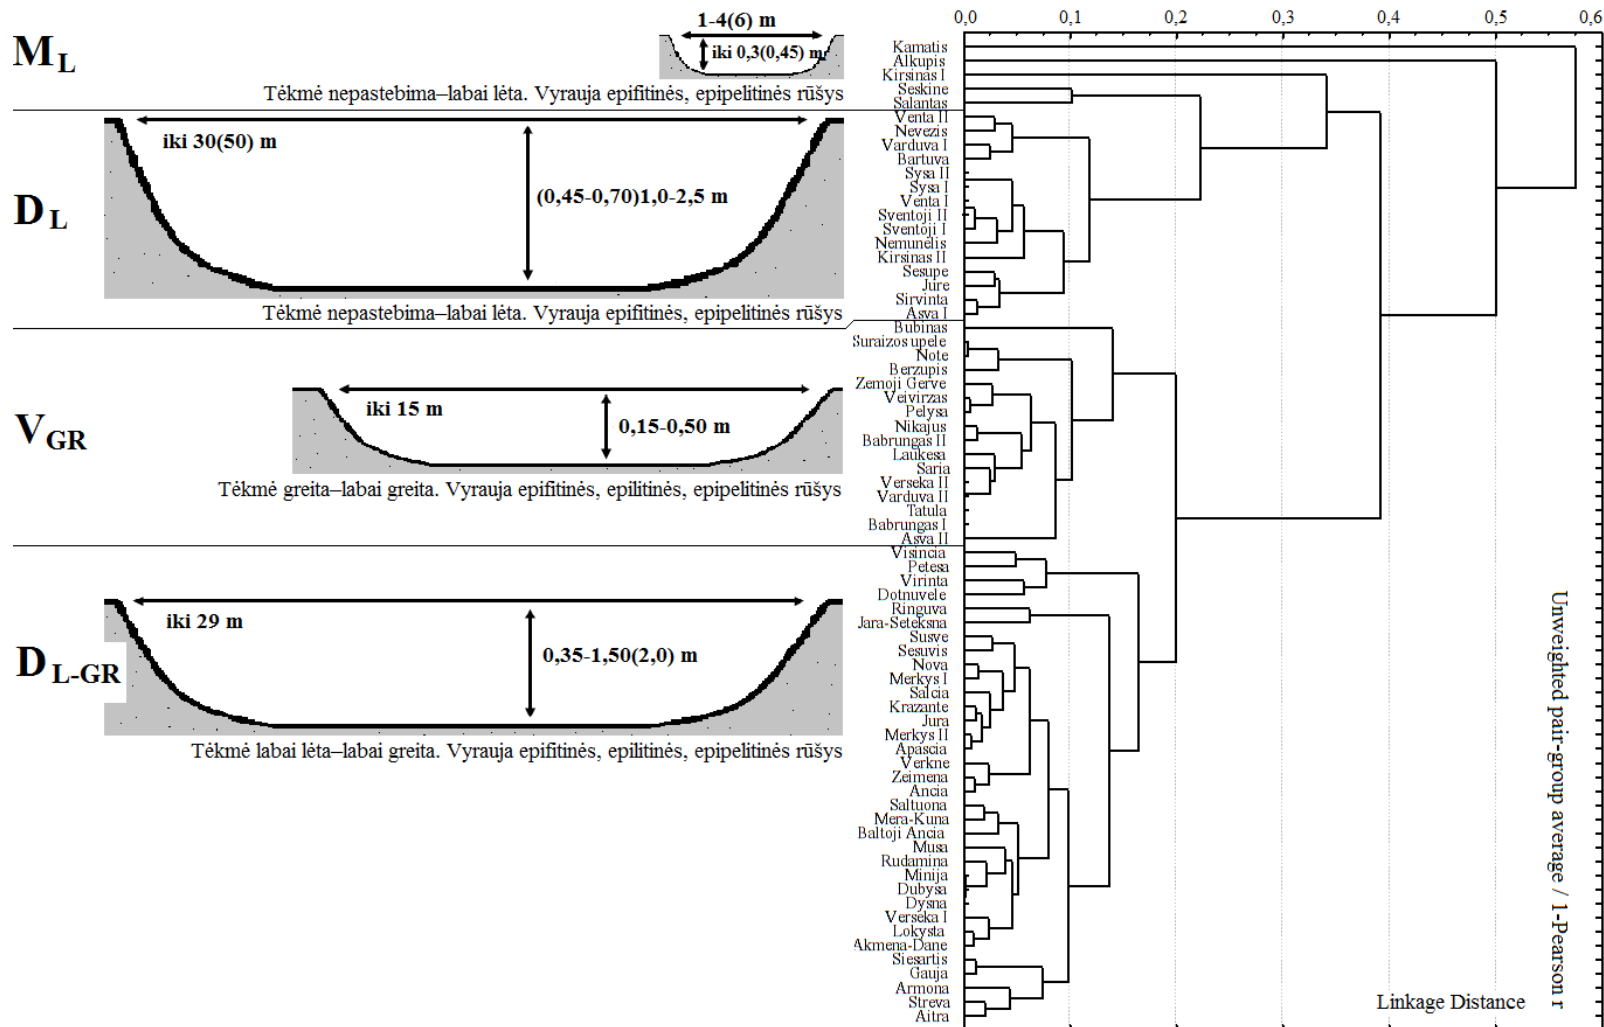 M L
1-4(6) m
iki 0,3(0,45) m
Tėkmė nepastebima–labai lėta. Vyrauja epifitinės, epipelitinės rūšys
D L
iki 30(50) m
(0,45-0,70)1,0-2,5 m
Tėkmė nepastebima–labai lėta. Vyrauja epifitinės, epipelitinės rūšys
V GR
iki 15 m
0,15-0,50 m
Tėkmė greita–labai greita. Vyrauja epifitinės, epilitinės, epipelitinės rūšys
D L-GR
iki 29 m
0,35-1,50(2,0) m
Tėkmė labai lėta–labai greita. Vyrauja epifitinės, epilitinės, epipelitinės rūšys
0,0 0,1 0,2 0,3 0,4 0,5 0,6
Kamatis
Alkupis
Kirsinas I
Seskine
Salantas
Venta II
Nevezis
Varduva I
Bartuva
Sysa II
Sysa I
Venta I
Sventoji II
Sventoji I
Nemunelis
Kirsinas II
Sesupe
Jure
Sirvinta
Asva I
Bubinas
Suraizos upele
Note
Berzupis
Zemoji Gerve
Veivirzas
Pelysa
Nikajus
Babrungas II
Laukesa
Saria
Verseka II
Varduva II
Tatula
Babrungas I
Asva II
Visincia
Petesa
Virinta
Dotnuvele
Ringuva
Jara-Seteksna
Susve
Sesuvis
Nova
Merkys I
Salcia
Krazante
Jura
Merkys II
Apascia
Verkne
Zeimena
Ancia
Saltuona
Mera-Kuna
Baltoji Ancia
Musa
Rudamina
Minija
Dubysa
Dysna
Verseka I
Lokysta
Akmena-Dane
Siesartis
Gauja
Armona
Streva
Aitra
Linkage Distance
Unweighted pair-group average / 1-Pearson r